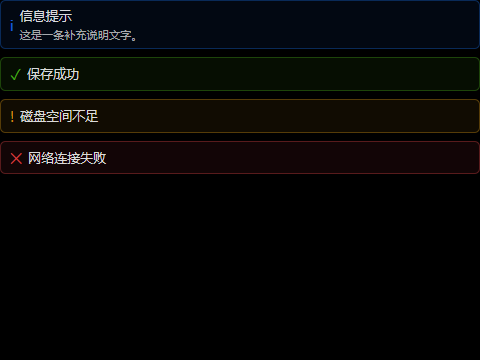 信息提示
这是一条补充说明文字。
保存成功
磁盘空间不足
网络连接失败